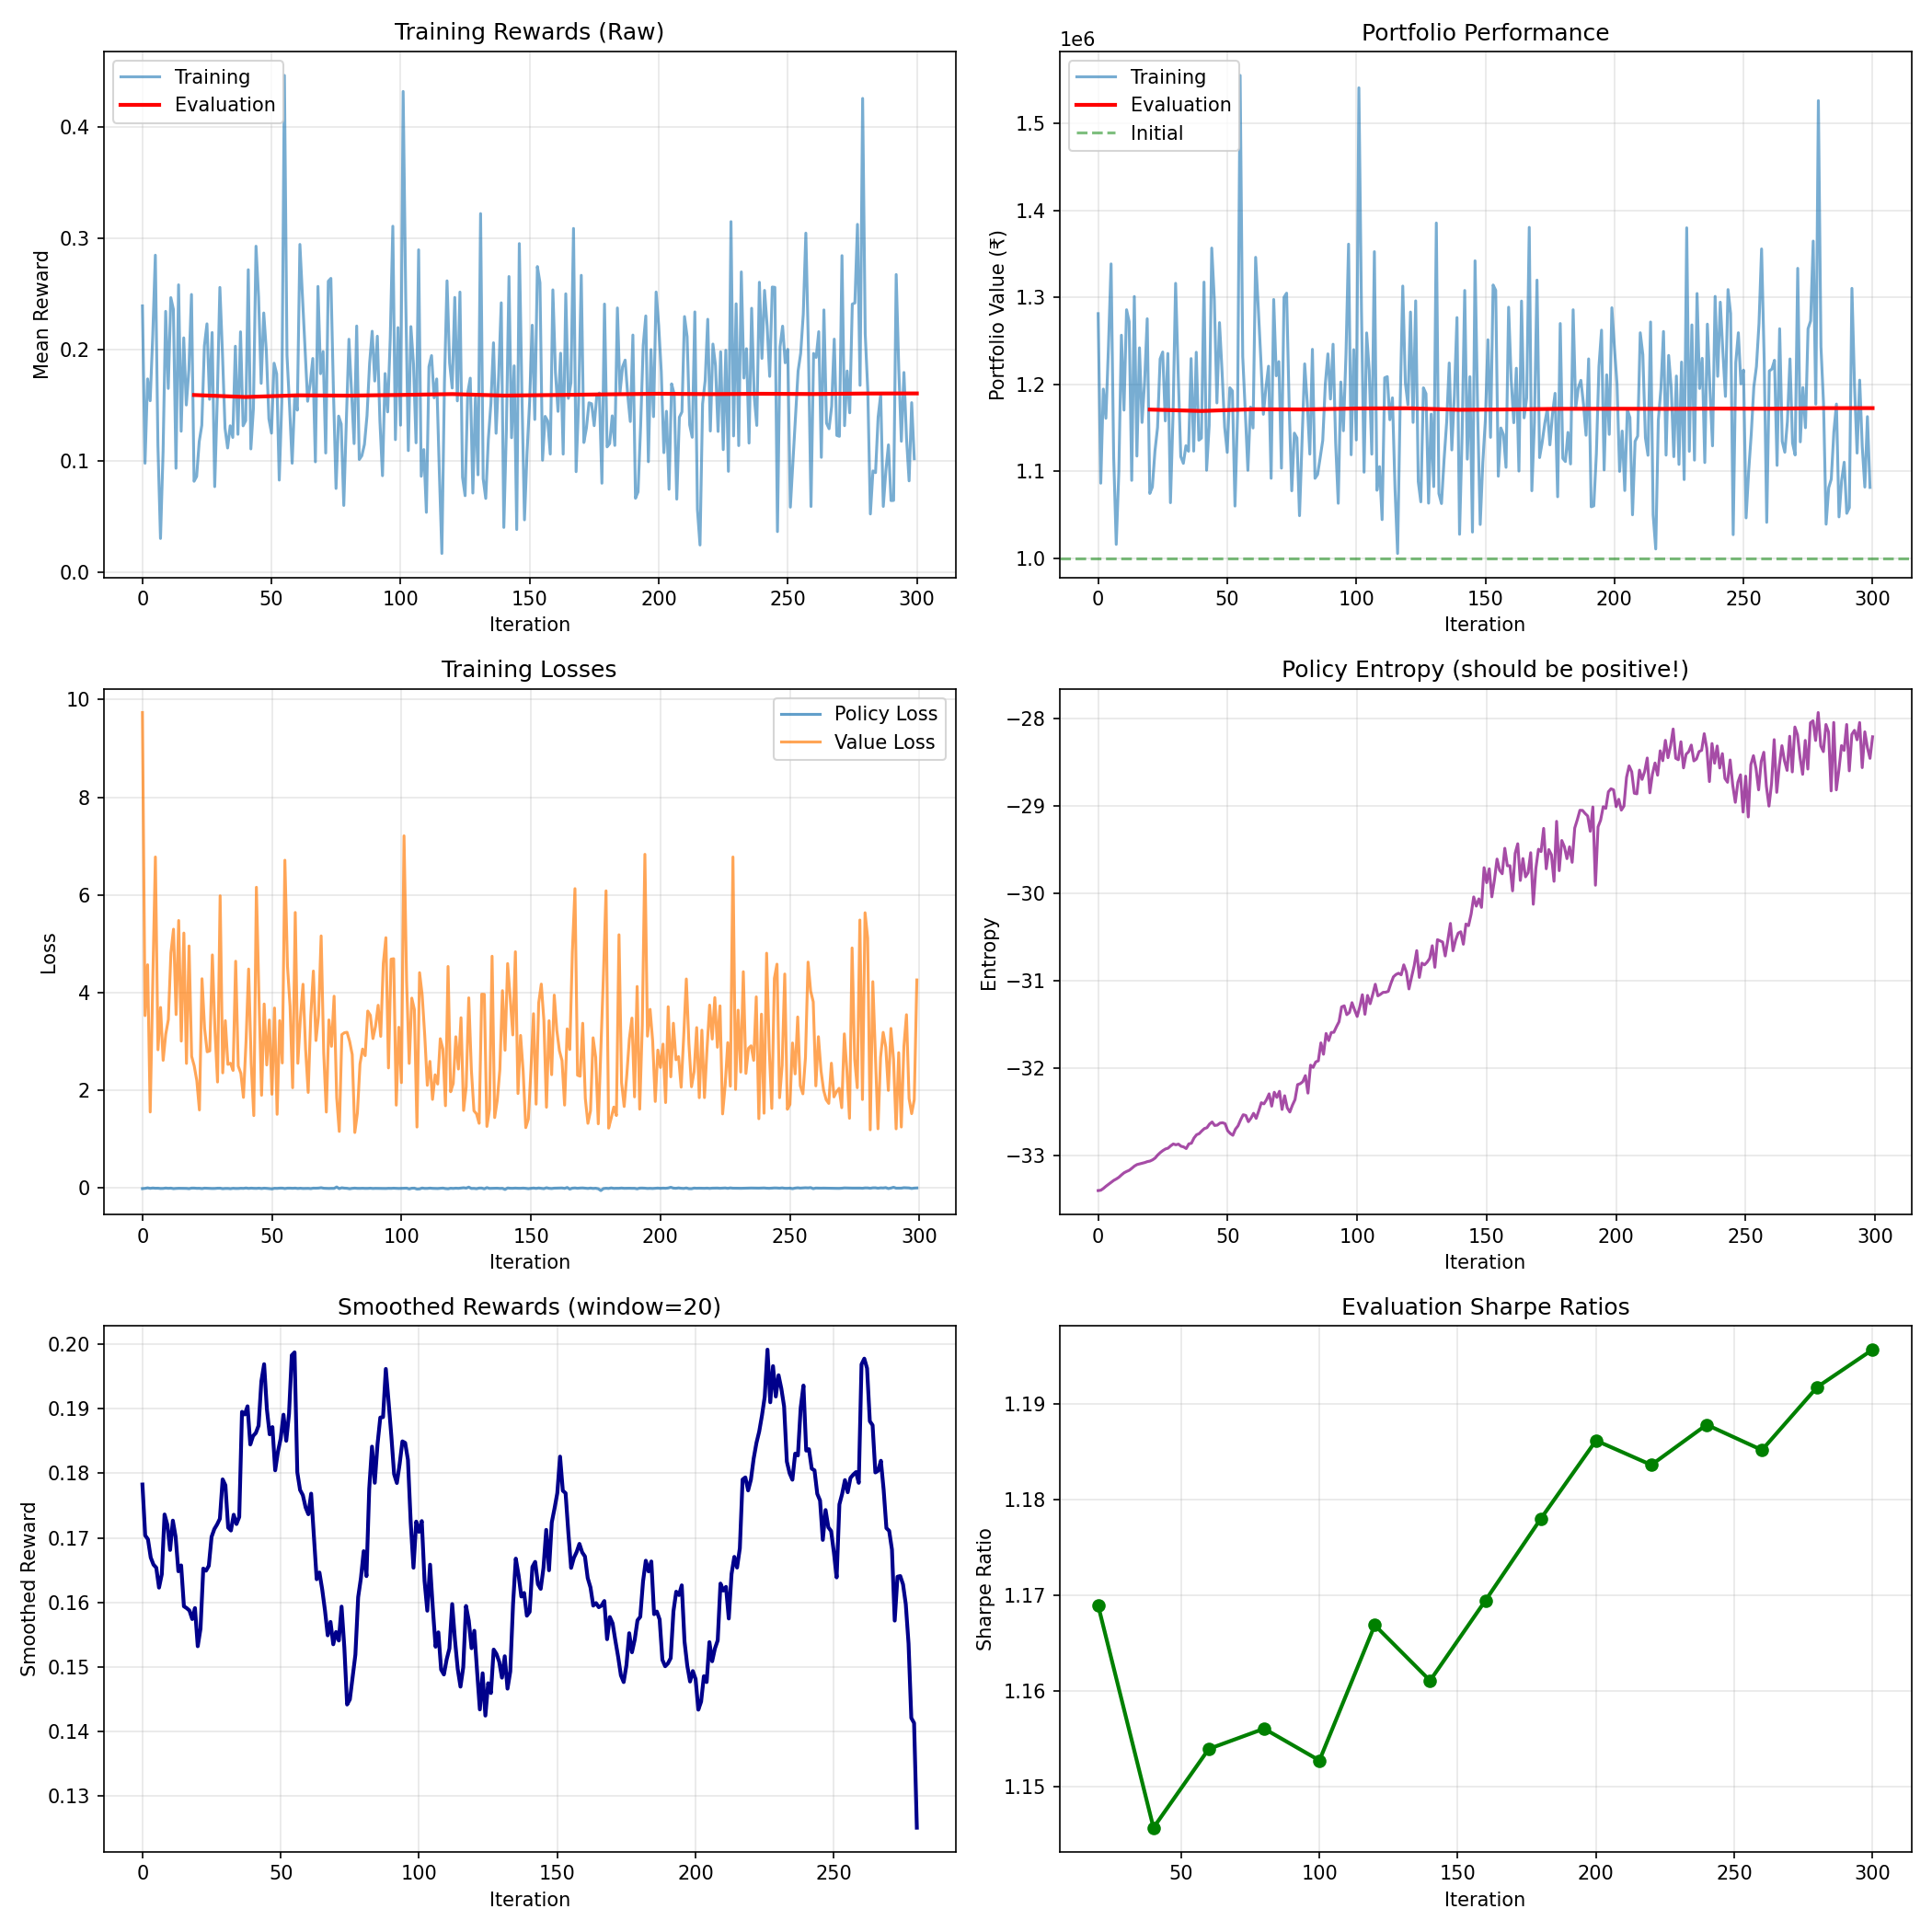 Training Rewards (Raw)
Training
Evaluation
Mean Reward
0.4
0.3
0.2
0.1
0.0
0 50 100 150 200 250 300
Iteration
Portfolio Performance
1e6
Training
Evaluation
Initial
Portfolio Value (₹)
1.5
1.4
1.3
1.2
1.1
1.0
0 50 100 150 200 250 300
Iteration
Training Losses
Policy Loss
Value Loss
Loss
10
8
6
4
2
0
0 50 100 150 200 250 300
Iteration
Policy Entropy (should be positive!)
Entropy
−28
−29
−30
−31
−32
−33
0 50 100 150 200 250 300
Iteration
Smoothed Rewards (window=20)
Smoothed Reward
0.20
0.19
0.18
0.17
0.16
0.15
0.14
0.13
0 50 100 150 200 250
Iteration
Evaluation Sharpe Ratios
Sharpe Ratio
1.19
1.18
1.17
1.16
1.15
50 100 150 200 250 300
Iteration